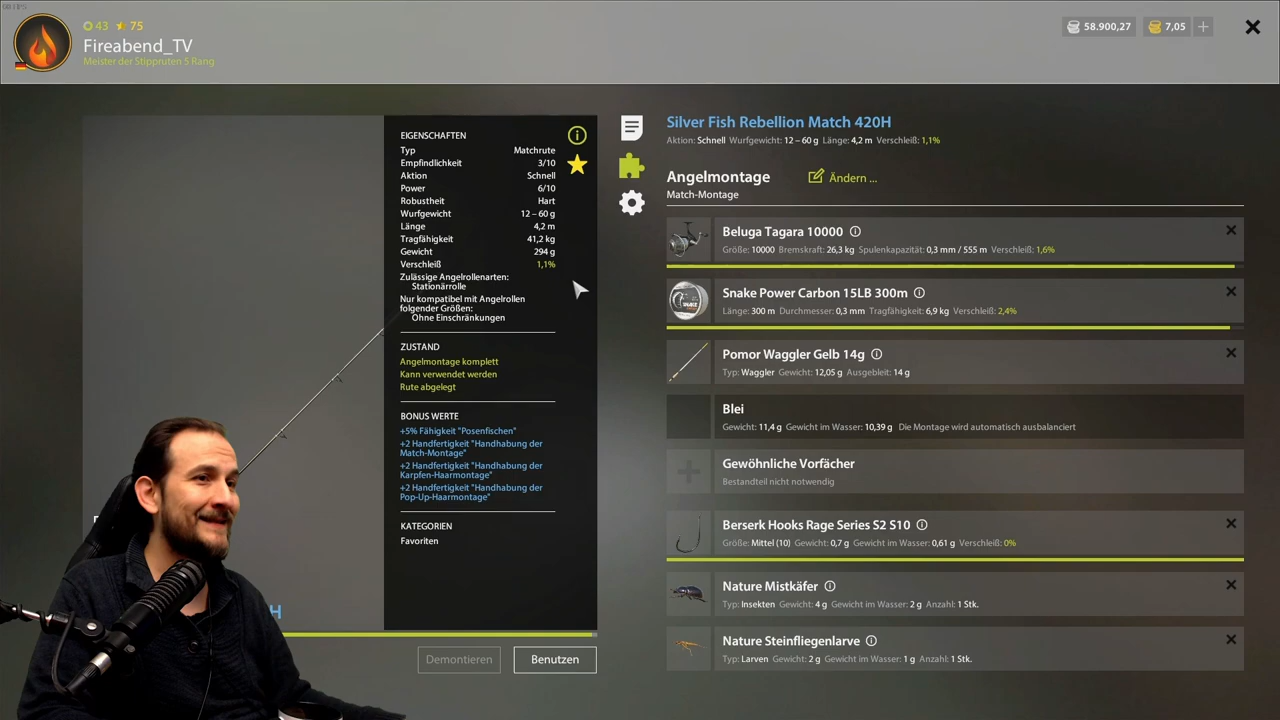 43 75
Fireabend_TV
Meister der Stippruten 5 Rang
58.900,27
7,05
EIGENSCHAFTEN
Typ Matchrute
Empfindlichkeit 3/10
Aktion Schnell
Power 6/10
Robustheit Hart
Wurfgewicht 12 – 60 g
Länge 4,2 m
Tragfähigkeit 41,2 kg
Gewicht 294 g
Verschleiß 1,1%
Zulässige Angelrollenarten:
Stationärrolle
Nur kompatibel mit Angelrollen
folgender Größen:
Ohne Einschränkungen
ZUSTAND
Angelmontage komplett
Kann verwendet werden
Rute abgelegt
BONUS WERTE
+5% Fähigkeit "Posenfischen"
+2 Handfertigkeit "Handhabung der
Match-Montage"
+2 Handfertigkeit "Handhabung der
Karpfen-Haarmontage"
+2 Handfertigkeit "Handhabung der
Pop-Up-Haarmontage"
KATEGORIEN
Favoriten
H
Demontieren
Benutzen
Silver Fish Rebellion Match 420H
Aktion: Schnell Wurfgewicht: 12 – 60 g Länge: 4,2 m Verschleiß: 1,1%
Angelmontage
Ändern ...
Match-Montage
Beluga Tagara 10000
Größe: 10000 Bremskraft: 26,3 kg Spulenkapazität: 0,3 mm / 555 m Verschleiß: 1,6%
Snake Power Carbon 15LB 300m
Länge: 300 m Durchmesser: 0,3 mm Tragfähigkeit: 6,9 kg Verschleiß: 2,4%
Pomor Waggler Gelb 14g
Typ: Waggler Gewicht: 12,05 g Ausgebleit: 14 g
Blei
Gewicht: 11,4 g Gewicht im Wasser: 10,39 g Die Montage wird automatisch ausbalanciert
Gewöhnliche Vorfächer
Bestandteil nicht notwendig
Berserk Hooks Rage Series S2 S10
Größe: Mittel (10) Gewicht: 0,7 g Gewicht im Wasser: 0,61 g Verschleiß: 0%
Nature Mistkäfer
Typ: Insekten Gewicht: 4 g Gewicht im Wasser: 2 g Anzahl: 1 Stk.
Nature Steinfliegenlarve
Typ: Larven Gewicht: 2 g Gewicht im Wasser: 1 g Anzahl: 1 Stk.